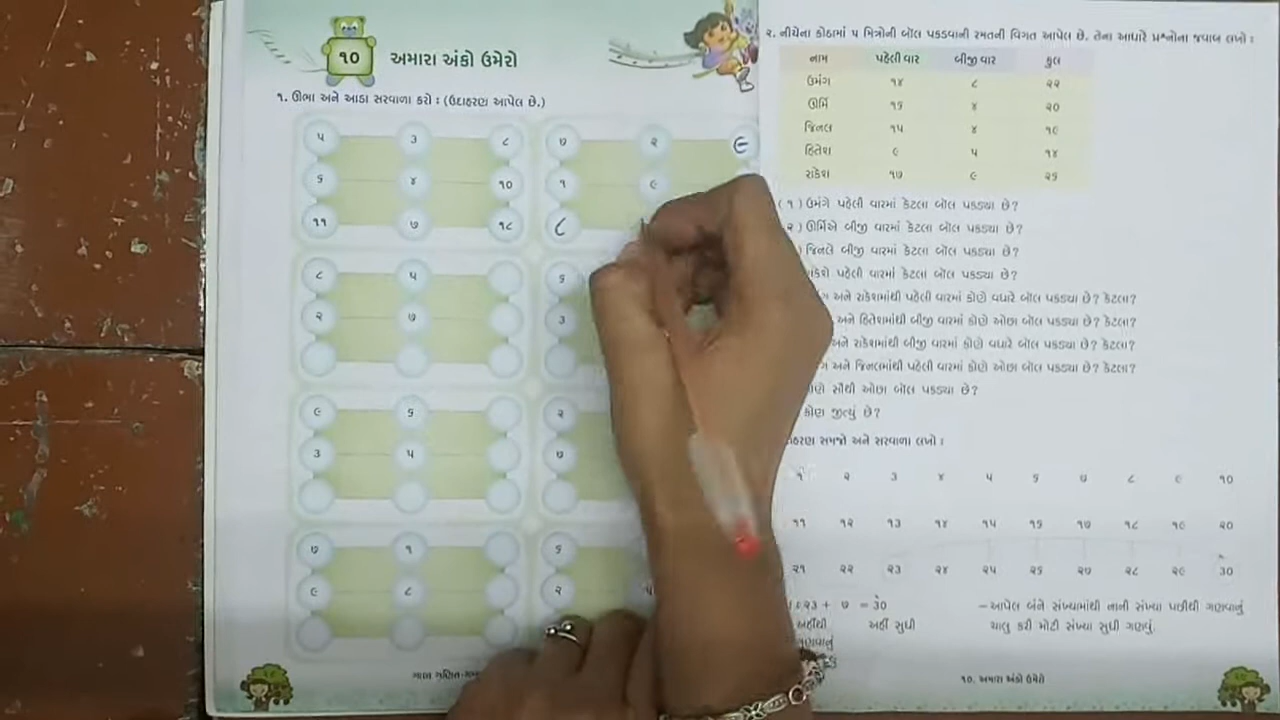 ૧૦
અમારા અંકો ઉમેરો
૧. ઊભા અને આડા સરવાળા કરો : (ઉદાહરણ આપેલ છે.)
૫ ૩ ૮ ૭ ૨ ૯
૬ ૪ ૧૦ ૧ ૯
૧૧ ૭ ૧૮ ૮
૮ ૫ ૬
૨ ૭ ૩
૯ ૬ ૨
૩ ૫ ૭
૭ ૧ ૬
૯ ૮ ૨
૨. નીચેના કોઠામાં ૫ મિત્રોની બૉલ પકડવાની રમતની વિગત આપેલ છે. તેના આધારે પ્રશ્નોના જવાબ લખો :
નામ પહેલી વાર બીજી વાર કુલ
ઉમંગ ૧૪ ૮ ૨૨
ઊર્મિ ૧૬ ૪ ૨૦
જિનલ ૧૫ ૪ ૧૯
હિતેશ ૯ ૫ ૧૪
રાકેશ ૧૭ ૯ ૨૬
(૧) ઉમંગે પહેલી વારમાં કેટલા બૉલ પકડ્યા છે?
૨) ઊર્મિએ બીજી વારમાં કેટલા બૉલ પકડ્યા છે?
) જિનલે બીજી વારમાં કેટલા બૉલ પકડ્યા છે?
કેશે પહેલી વારમાં કેટલા બૉલ પકડ્યા છે?
અને રાકેશમાંથી પહેલી વારમાં કોણે વધારે બૉલ પકડ્યા છે? કેટલા?
અને હિતેશમાંથી બીજી વારમાં કોણે ઓછા બૉલ પકડ્યા છે? કેટલા?
અને રાકેશમાંથી બીજી વારમાં કોણે વધારે બૉલ પકડ્યા છે? કેટલા?
અને જિનલમાંથી પહેલી વારમાં કોણે ઓછા બૉલ પકડ્યા છે? કેટલા?
સૌથી ઓછા બૉલ પકડ્યા છે?
કોણ જીત્યું છે?
હરણ સમજો અને સરવાળા લખો :
૧ ૨ ૩ ૪ ૫ ૬ ૭ ૮ ૯ ૧૦
૧૧ ૧૨ ૧૩ ૧૪ ૧૫ ૧૬ ૧૭ ૧૮ ૧૯ ૨૦
૨૧ ૨૨ ૨૩ ૨૪ ૨૫ ૨૬ ૨૭ ૨૮ ૨૯ ૩૦
૨૩ + ૭ = ૩૦ – આપેલ બંને સંખ્યામાંથી નાની સંખ્યા પછીથી ગણવાનું
અહીંથી અહીં સુધી ચાલુ કરી મોટી સંખ્યા સુધી ગણવું.
ગણવાનું
૧૦. અમારા અંકો ઉમેરો